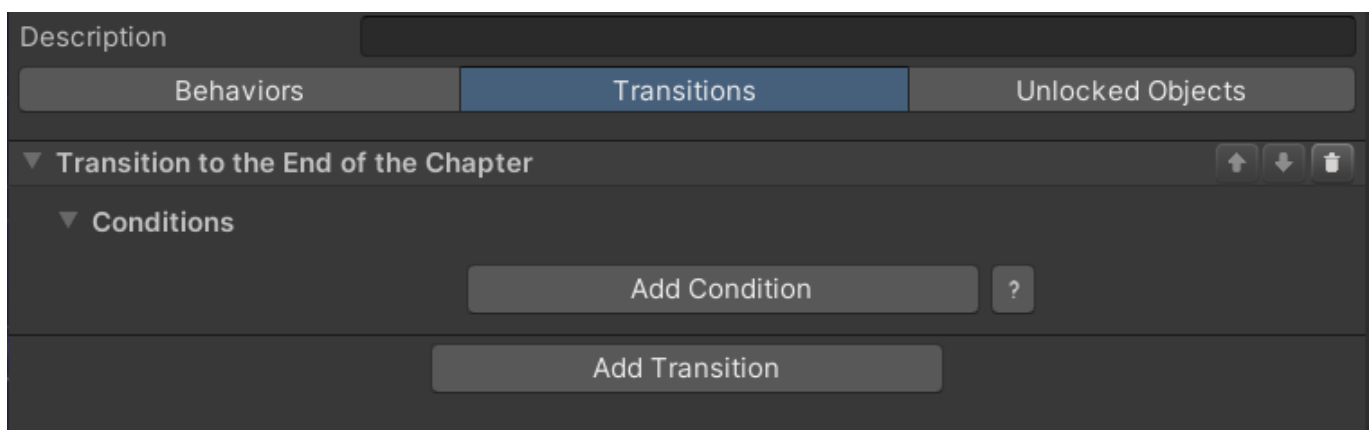 Description
Behaviors Transitions Unlocked Objects
Transition to the End of the Chapter
Conditions
Add Condition ?
Add Transition